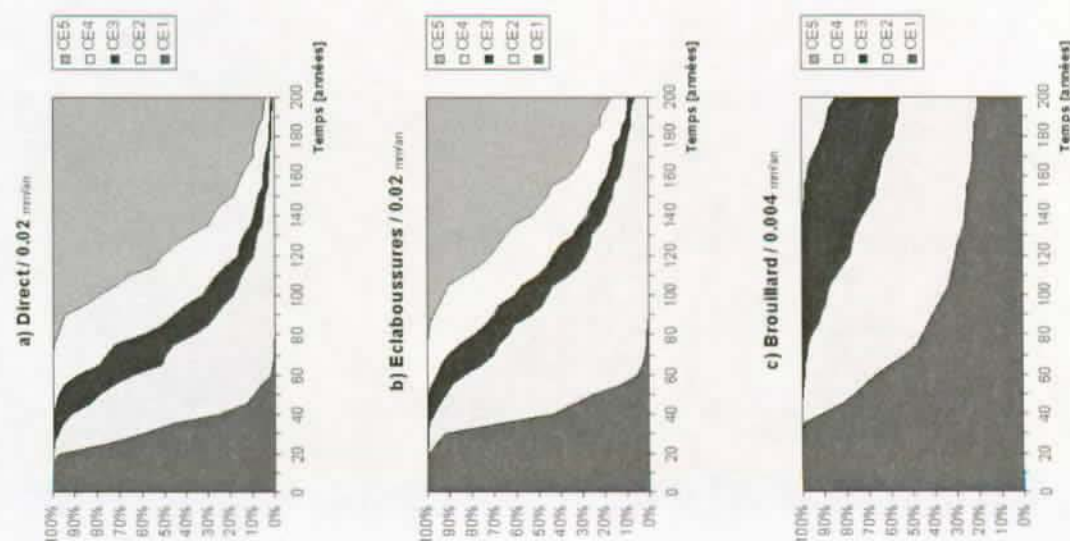 a) Direct / 0.02 mm/an
100%
90%
80%
70%
60%
50%
40%
30%
20%
10%
0%
0 20 40 60 80 100 120 140 160 180 200
Temps [années]
CE5
CE4
CE3
CE2
CE1
b) Eclaboussures / 0.02 mm/an
100%
90%
80%
70%
60%
50%
40%
30%
20%
10%
0%
0 20 40 60 80 100 120 140 160 180 200
Temps [années]
CE5
CE4
CE3
CE2
CE1
c) Brouillard / 0.004 mm/an
100%
90%
80%
70%
60%
50%
40%
30%
20%
10%
0%
0 20 40 60 80 100 120 140 160 180 200
Temps [années]
CE5
CE4
CE3
CE2
CE1